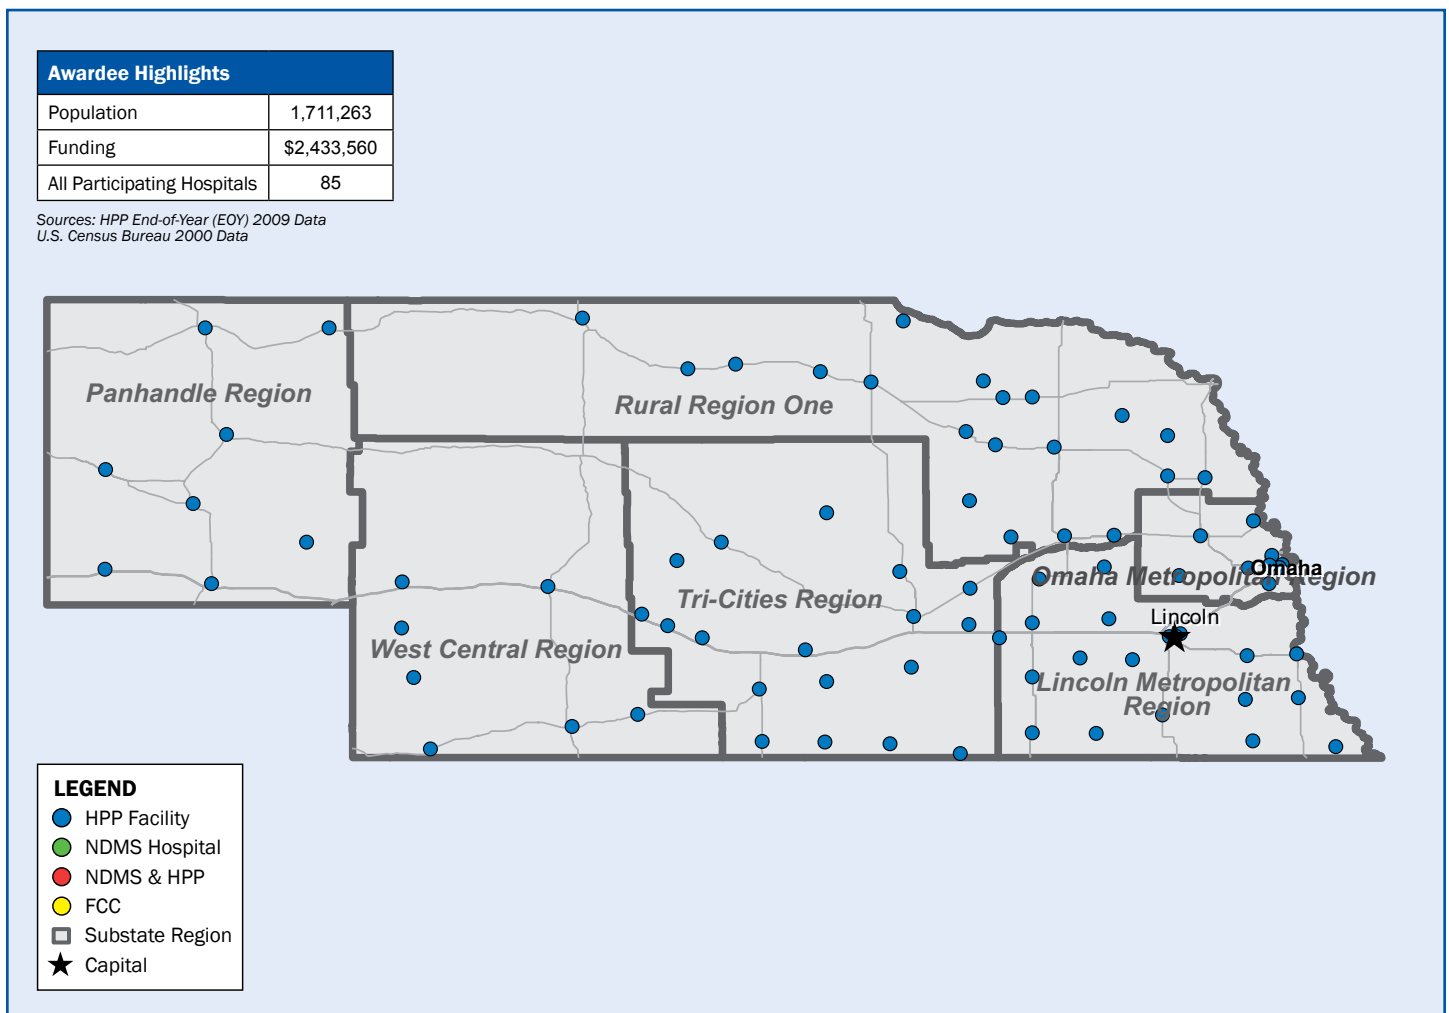 Awardee Highlights
Population 1,711,263
Funding $2,433,560
All Participating Hospitals 85
Sources: HPP End-of-Year (EOY) 2009 Data
U.S. Census Bureau 2000 Data
Panhandle Region
Rural Region One
Omaha
Omaha Metropolitan Region
Tri-Cities Region
Lincoln
West Central Region
Lincoln Metropolitan
Region
LEGEND
HPP Facility
NDMS Hospital
NDMS & HPP
FCC
Substate Region
Capital